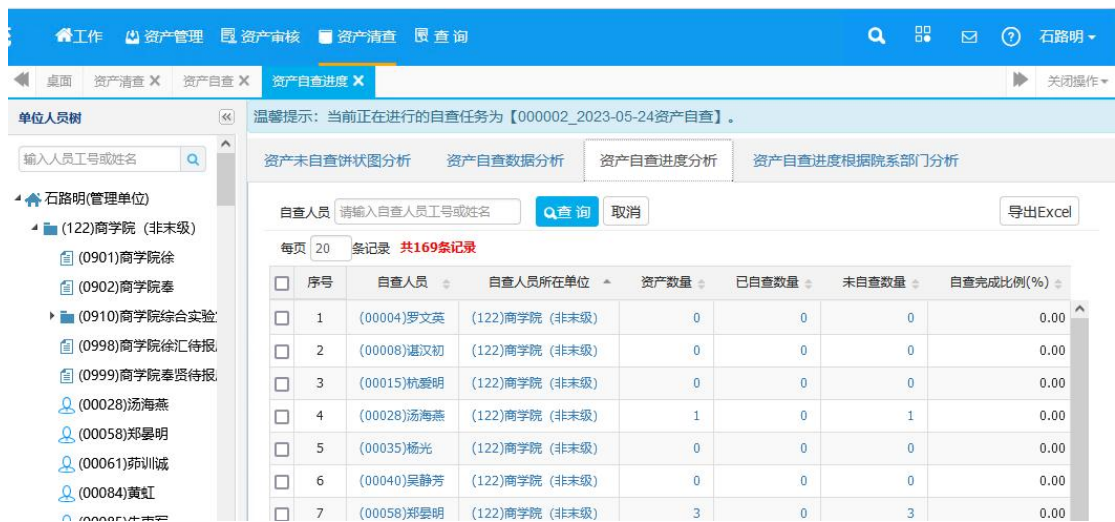 工作 资产管理 资产审核 资产清查 查询 石路明
桌面 资产清查 资产自查 资产自查进度 关闭操作
单位人员树
温馨提示：当前正在进行的自查任务为【000002_2023-05-24资产自查】。
输入人员工号或姓名
资产未自查饼状图分析 资产自查数据分析 资产自查进度分析 资产自查进度根据院系部门分析
石路明(管理单位)
(122)商学院（非末级）
(0901)商学院徐
(0902)商学院奉
(0910)商学院综合实验
(0998)商学院徐汇待报
(0999)商学院奉贤待报
(00028)汤海燕
(00058)郑晏明
(00061)茆训诚
(00084)黄虹
自查人员 请输入自查人员工号或姓名 查询 取消 导出Excel
每页 20 条记录 共169条记录
序号 自查人员 自查人员所在单位 资产数量 已自查数量 未自查数量 自查完成比例(%)
1 (00004)罗文英 (122)商学院（非末级） 0 0 0 0.00
2 (00008)谌汉初 (122)商学院（非末级） 0 0 0 0.00
3 (00015)杭爱明 (122)商学院（非末级） 0 0 0 0.00
4 (00028)汤海燕 (122)商学院（非末级） 1 0 1 0.00
5 (00035)杨光 (122)商学院（非末级） 0 0 0 0.00
6 (00040)吴静芳 (122)商学院（非末级） 0 0 0 0.00
7 (00058)郑晏明 (122)商学院（非末级） 3 0 3 0.00